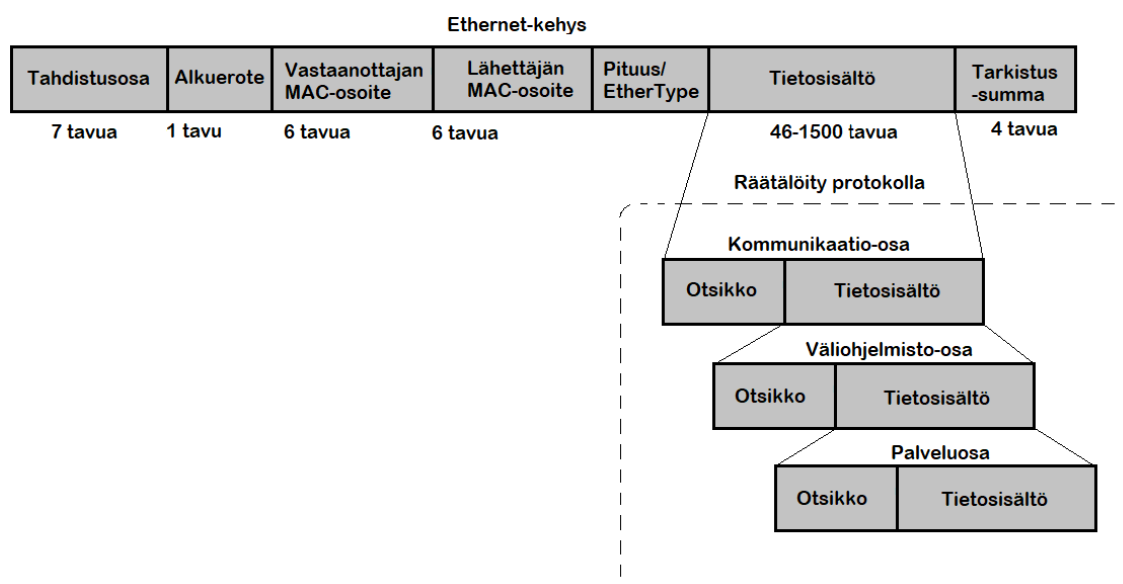 Ethernet-kehys
Tahdistusosa
Alkuerote
Vastaanottajan
MAC-osoite
Lähettäjän
MAC-osoite
Pituus/
EtherType
Tietosisältö
Tarkistus
-summa
7 tavua
1 tavu
6 tavua
6 tavua
46-1500 tavua
4 tavua
Räätälöity protokolla
Kommunikaatio-osa
Otsikko
Tietosisältö
Väliohjelmisto-osa
Otsikko
Tietosisältö
Palveluosa
Otsikko
Tietosisältö